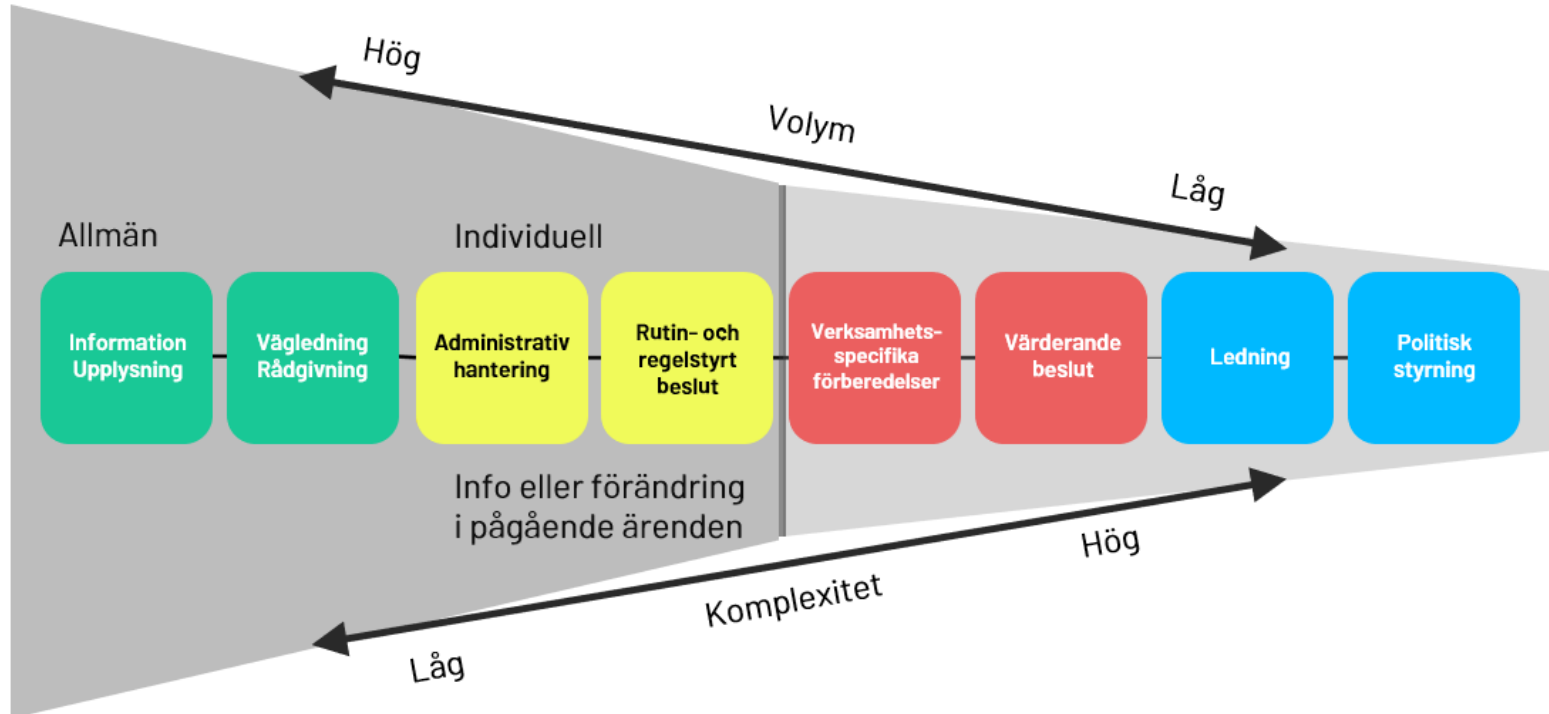 Hög
Volym
Låg
Allmän
Individuell
Information
Upplysning
Vägledning
Rådgivning
Administrativ
hantering
Rutin- och
regelstyrt
beslut
Verksamhets-
specifika
förberedelser
Värderande
beslut
Ledning
Politisk
styrning
Info eller förändring
i pågående ärenden
Hög
Komplexitet
Låg